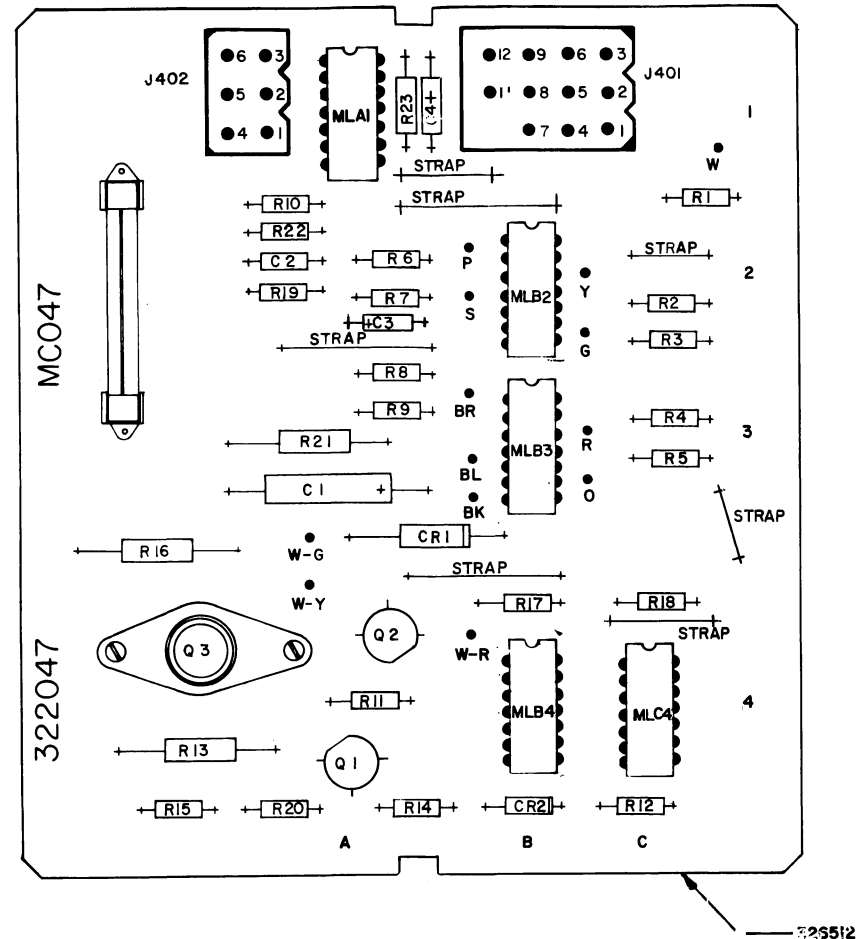 J402
6 3
5 2
4 1
MLA1
R23
C4+
12 9 6 3
11 8 5 2
7 4 1
J401
1
W
STRAP
STRAP
R1
R10
R22
C2
R19
R6
R7
+C3
STRAP
P
S
MLB2
Y
G
STRAP
2
R2
R3
MC047
R8
R9
BR
R21
C1 +
BL
BK
MLB3
R
O
R4
3
R5
STRAP
R16
W-G
W-Y
CR1
STRAP
R17
R18
STRAP
322047
Q3
Q2
W-R
R11
MLB4
MLC4
4
R13
Q1
R15
R20
R14
CR2
R12
A
B
C
326512